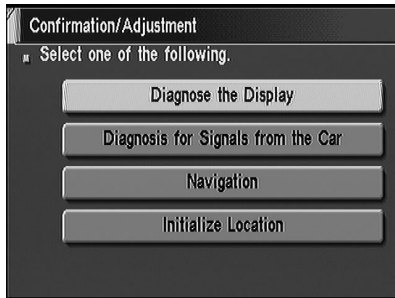 Confirmation/Adjustment
Select one of the following.
Diagnose the Display
Diagnosis for Signals from the Car
Navigation
Initialize Location